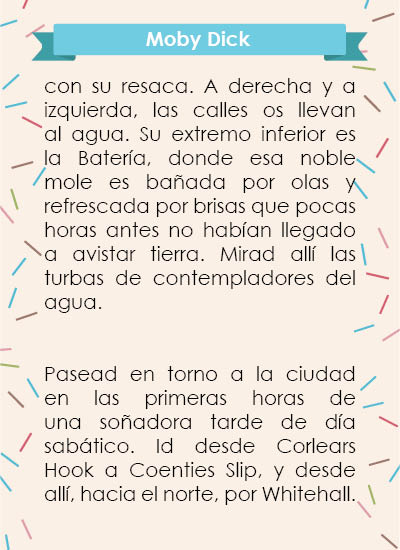 Moby Dick
con su resaca. A derecha y a
izquierda, las calles os llevan
al agua. Su extremo inferior es
la Batería, donde esa noble
mole es bañada por olas y
refrescada por brisas que pocas
horas antes no habían llegado
a avistar tierra. Mirad allí las
turbas de contempladores del
agua.
Pasead en torno a la ciudad
en las primeras horas de
una soñadora tarde de día
sabático. Id desde Corlears
Hook a Coenties Slip, y desde
allí, hacia el norte, por Whitehall.